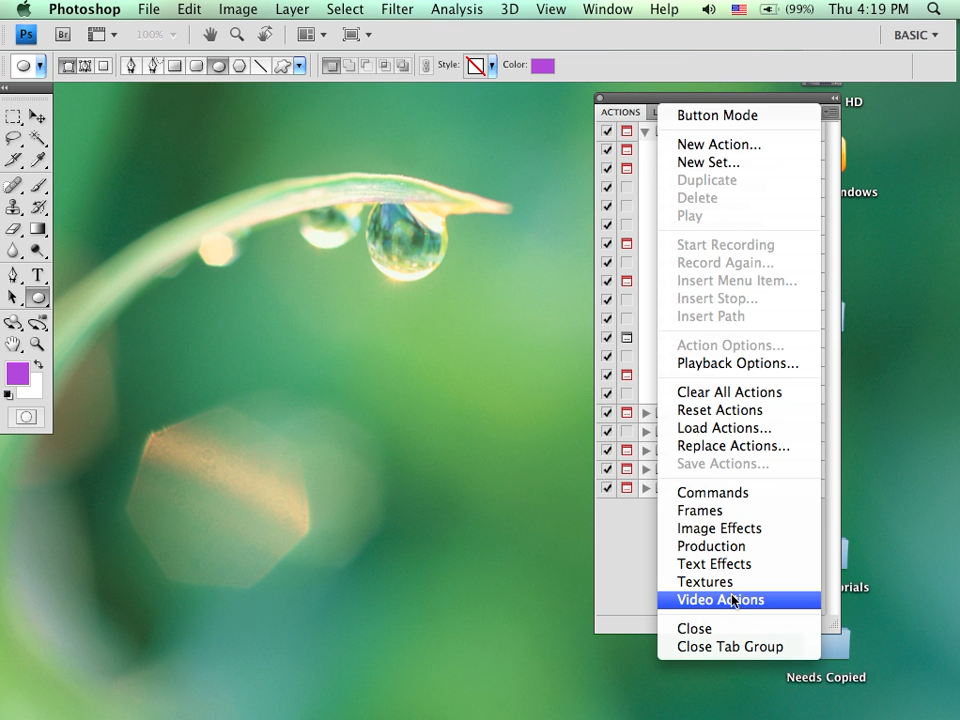 Photoshop File Edit Image Layer Select Filter Analysis 3D View Window Help (99%) Thu 4:19 PM
Ps Br 100% BASIC
Style: Color:
HD
ACTIONS
Button Mode
New Action...
New Set...
Duplicate
ndows
Delete
Play
Start Recording
Record Again...
Insert Menu Item...
Insert Stop...
Insert Path
Action Options...
Playback Options...
Clear All Actions
Reset Actions
Load Actions...
Replace Actions...
Save Actions...
Commands
Frames
Image Effects
Production
Text Effects
Textures
orials
Video Actions
Close
Close Tab Group
Needs Copied